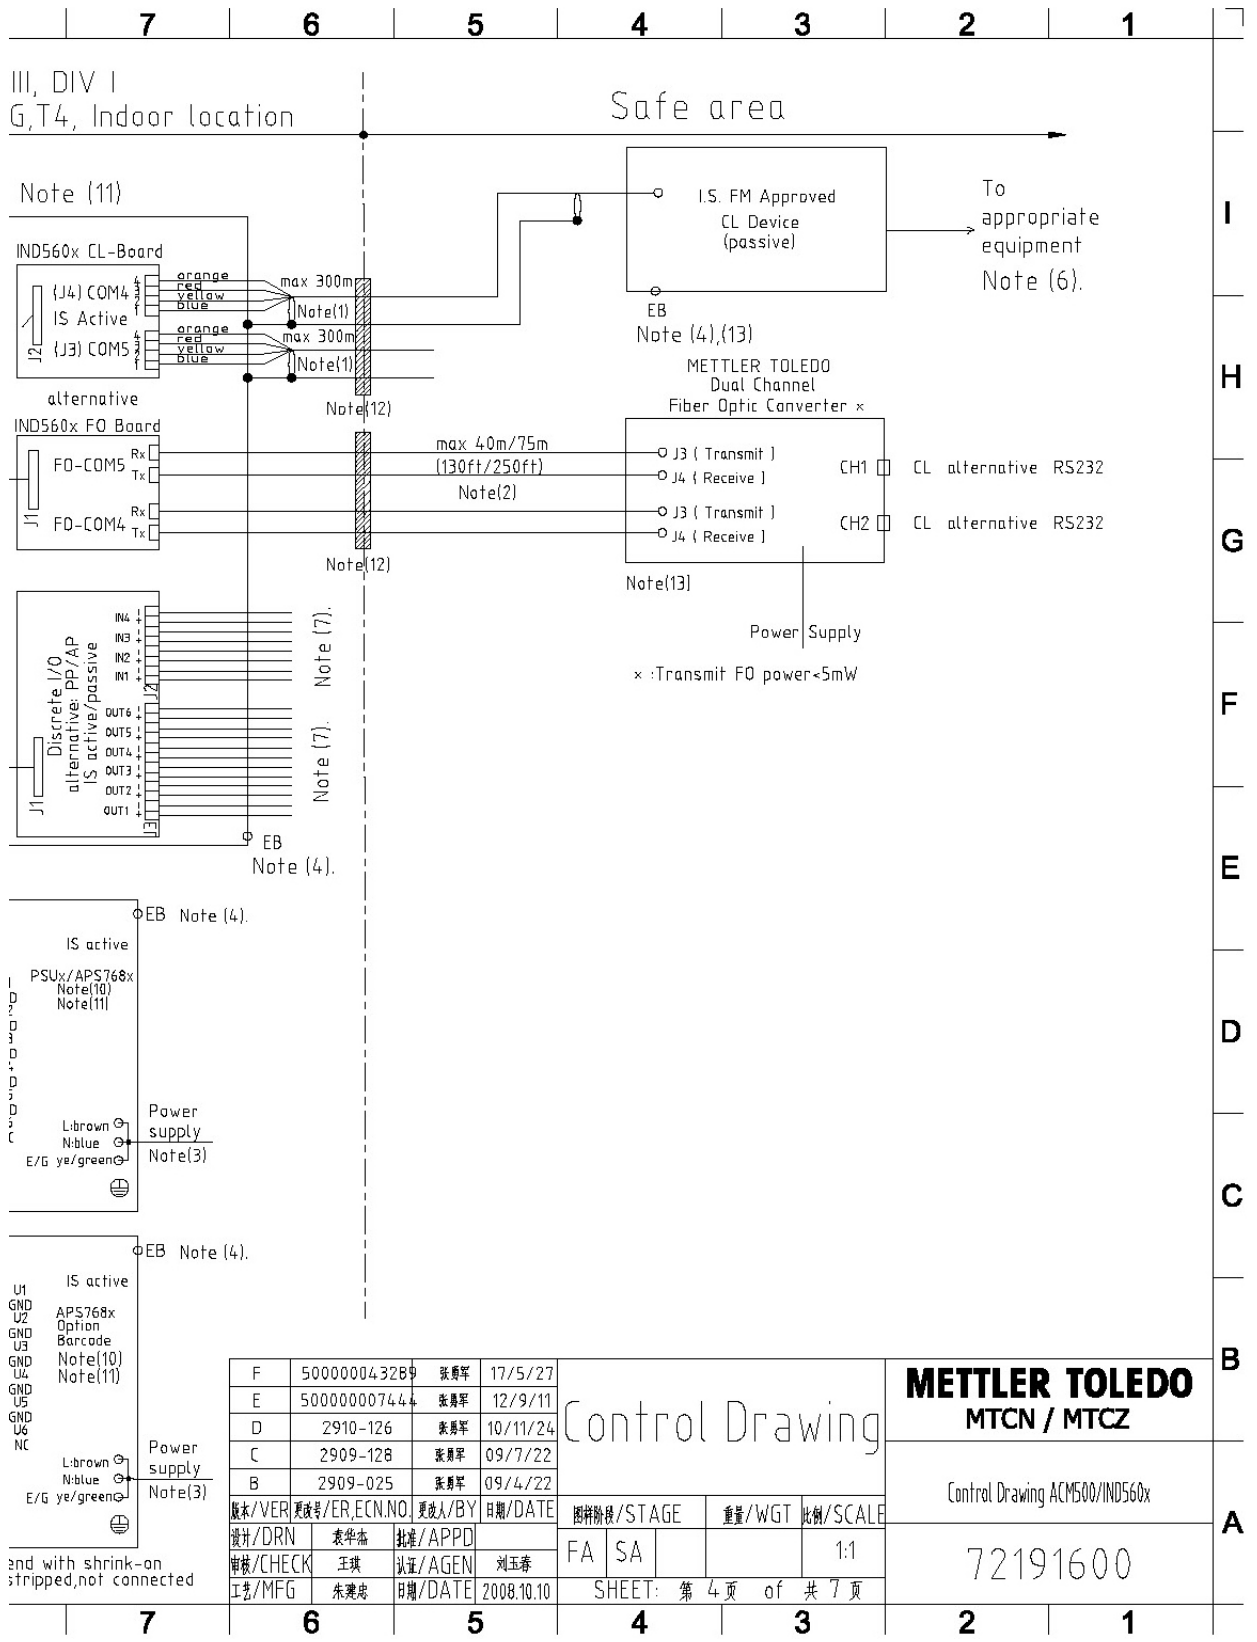 7 6 5 4 3 2 1
III, DIV I
G,T4, Indoor location
Safe area
Note (11)
I.S. FM Approved
CL Device
(passive)
To
appropriate
equipment
Note (6).
I
IND560x CL-Board
(J4) COM4
IS Active
(J3) COM5
J2
4
3
2
1
orange
red
yellow
blue
max 300m
Note(1)
4
3
2
1
orange
red
yellow
blue
max 300m
Note(1)
Note(12)
EB
Note (4),(13)
H
alternative
IND560x FO Board
FO-COM5
Rx
Tx
FO-COM4
Rx
Tx
J1
max 40m/75m
(130ft/250ft)
Note(2)
Note(12)
METTLER TOLEDO
Dual Channel
Fiber Optic Converter x
J3 ( Transmit )
J4 ( Receive )
J3 ( Transmit )
J4 ( Receive )
CH1
CL alternative RS232
CH2
CL alternative RS232
Note(13)
Power Supply
x :Transmit FO power<5mW
G
Discrete I/O
alternative: PP/AP
IS active/passive
J1
IN4
IN3
IN2
IN1
J2
OUT6
OUT5
OUT4
OUT3
OUT2
OUT1
Note (7).
Note (7).
F
EB
Note (4).
E
EB Note (4).
IS active
PSUx/APS768x
Note(10)
Note(11)
D
L:brown
N:blue
E/G ye/green
Power
supply
Note(3)
C
EB Note (4).
IS active
U1
GND
U2
GND
U3
GND
U4
GND
U5
GND
U6
NC
APS768x
Option
Barcode
Note(10)
Note(11)
L:brown
N:blue
E/G ye/green
Power
supply
Note(3)
B
end with shrink-on
stripped,not connected
F 500000043289 张勇军 17/5/27
E 500000007444 张勇军 12/9/11
D 2910-126 张勇军 10/11/24
C 2909-128 张勇军 09/7/22
B 2909-025 张勇军 09/4/22
版本/VER 更改号/ER,ECN.NO. 更改人/BY 日期/DATE
设计/DRN 袁华杰 批准/APPD
审核/CHECK 王琪 认证/AGEN 刘玉春
工艺/MFG 朱建忠 日期/DATE 2008.10.10
Control Drawing
图样阶段/STAGE 重量/WGT 比例/SCALE
FA SA 1:1
SHEET: 第 4 页 of 共 7 页
METTLER TOLEDO
MTCN / MTCZ
Control Drawing ACM500/IND560x
72191600
A
7 6 5 4 3 2 1